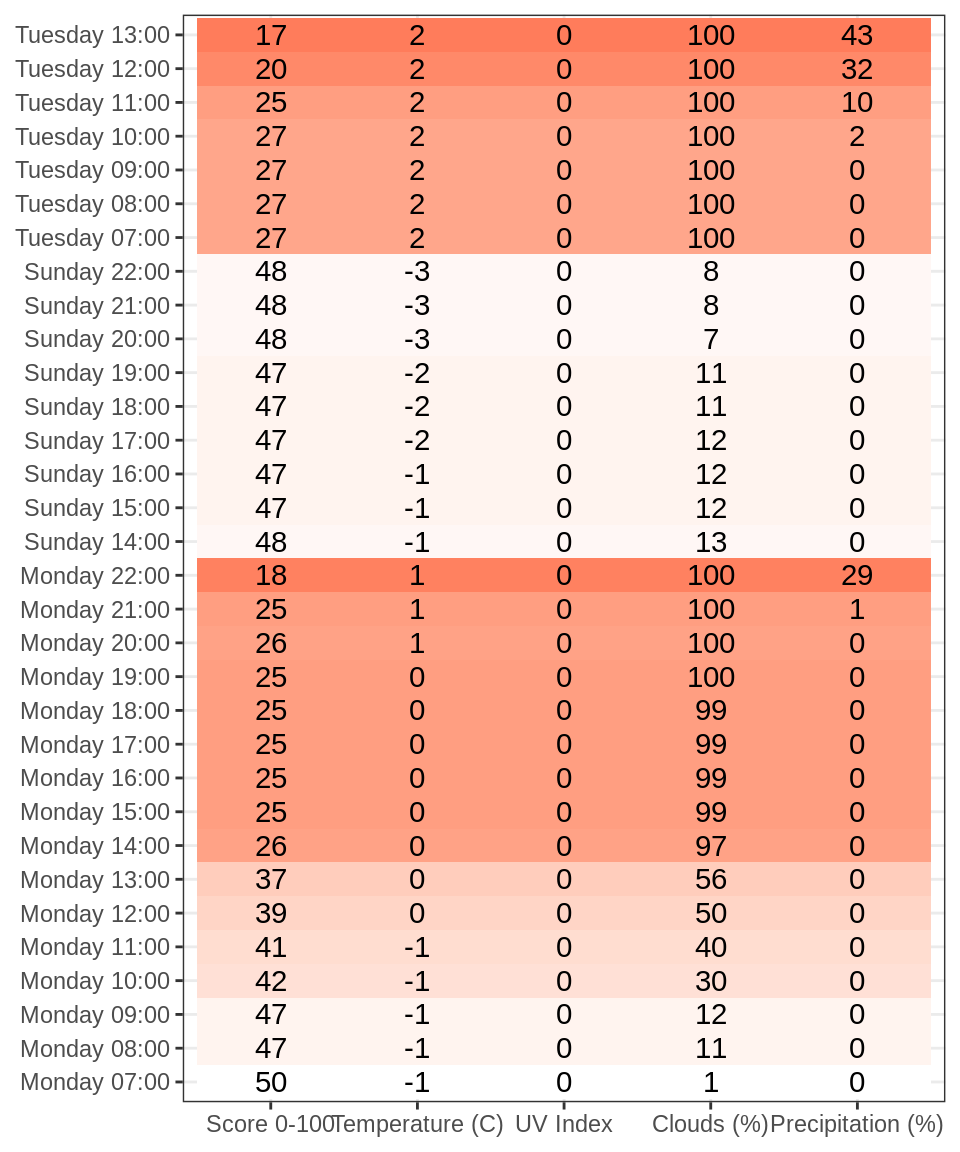 Tuesday 13:00 17 2 0 100 43
Tuesday 12:00 20 2 0 100 32
Tuesday 11:00 25 2 0 100 10
Tuesday 10:00 27 2 0 100 2
Tuesday 09:00 27 2 0 100 0
Tuesday 08:00 27 2 0 100 0
Tuesday 07:00 27 2 0 100 0
Sunday 22:00 48 -3 0 8 0
Sunday 21:00 48 -3 0 8 0
Sunday 20:00 48 -3 0 7 0
Sunday 19:00 47 -2 0 11 0
Sunday 18:00 47 -2 0 11 0
Sunday 17:00 47 -2 0 12 0
Sunday 16:00 47 -1 0 12 0
Sunday 15:00 47 -1 0 12 0
Sunday 14:00 48 -1 0 13 0
Monday 22:00 18 1 0 100 29
Monday 21:00 25 1 0 100 1
Monday 20:00 26 1 0 100 0
Monday 19:00 25 0 0 100 0
Monday 18:00 25 0 0 99 0
Monday 17:00 25 0 0 99 0
Monday 16:00 25 0 0 99 0
Monday 15:00 25 0 0 99 0
Monday 14:00 26 0 0 97 0
Monday 13:00 37 0 0 56 0
Monday 12:00 39 0 0 50 0
Monday 11:00 41 -1 0 40 0
Monday 10:00 42 -1 0 30 0
Monday 09:00 47 -1 0 12 0
Monday 08:00 47 -1 0 11 0
Monday 07:00 50 -1 0 1 0
Score 0-100 Temperature (C) UV Index Clouds (%) Precipitation (%)